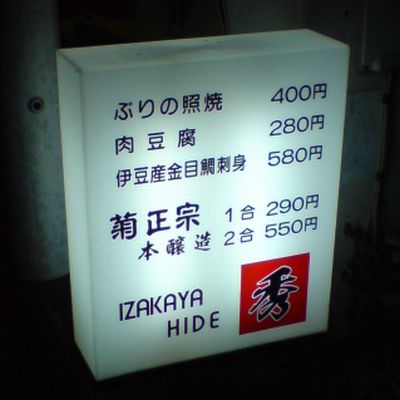 ぶりの照焼 400円
肉豆腐 280円
伊豆産金目鯛刺身 580円
菊正宗 1合 290円
本醸造 2合 550円
IZAKAYA
HIDE
秀